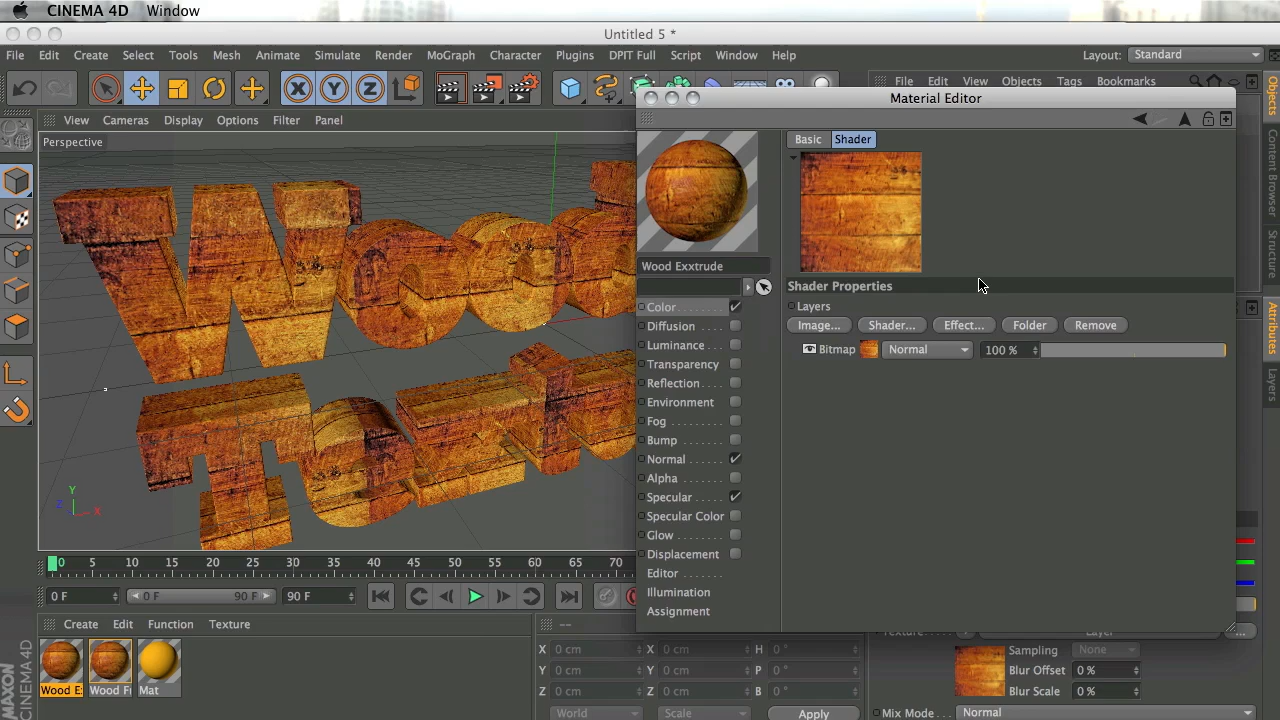 CINEMA 4D Window
Untitled 5 *
File Edit Create Select Tools Mesh Animate Simulate Render MoGraph Character Plugins DPIT Full Script Window Help
Layout: Standard
File Edit View Objects Tags Bookmarks
View Cameras Display Options Filter Panel
Perspective
Y
Z X
Material Editor
Basic Shader
Wood Exxtrude
Color
Diffusion
Luminance
Transparency
Reflection
Environment
Fog
Bump
Normal
Alpha
Specular
Specular Color
Glow
Displacement
Editor
Illumination
Assignment
Shader Properties
Layers
Image... Shader... Effect... Folder Remove
Bitmap Normal 100 %
Objects
Content Browser
Structure
Attributes
Layers
0 5 10 15 20 25 30 35 40 45 50 55 60 65 70
0 F 0 F 90 F 90 F
Create Edit Function Texture
Wood E Wood F Mat
--
X 0 cm X 0 cm H 0 °
Y 0 cm Y 0 cm P 0 °
Z 0 cm Z 0 cm B 0 °
World Scale Apply
Texture Layer ...
Sampling None
Blur Offset 0 %
Blur Scale 0 %
Mix Mode Normal
MAXON
CINEMA 4D